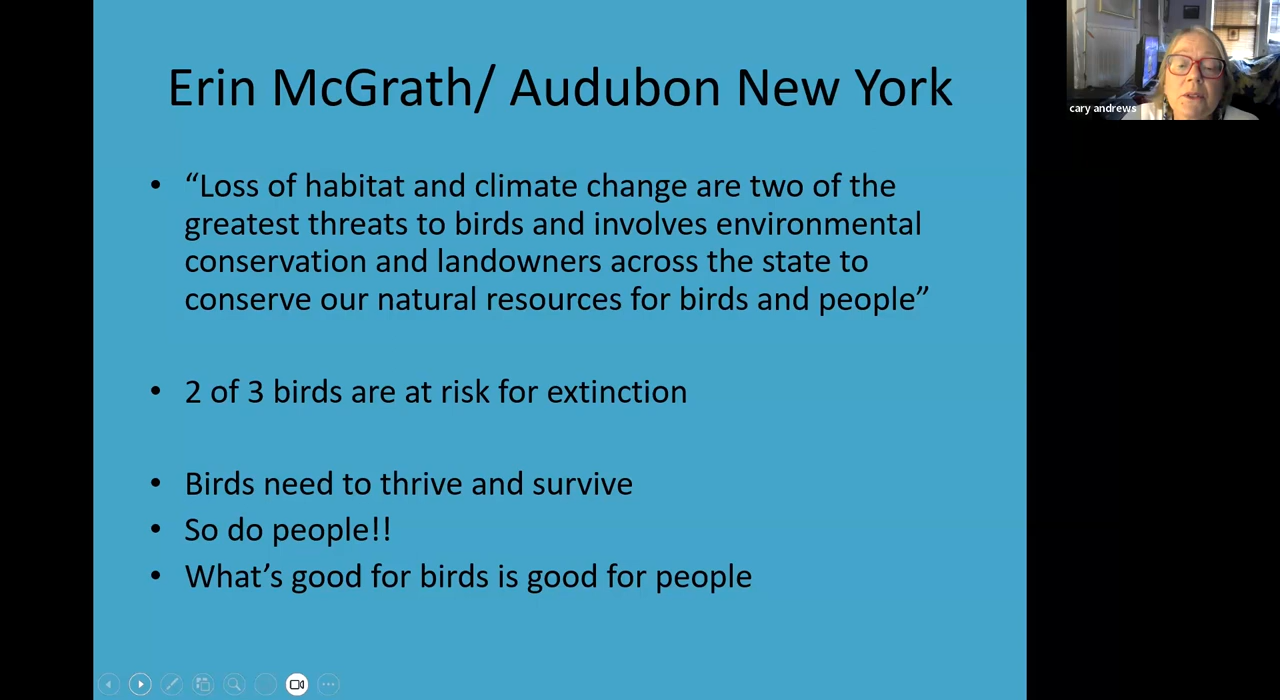 Erin McGrath/ Audubon New York
cary andrews
• “Loss of habitat and climate change are two of the
greatest threats to birds and involves environmental
conservation and landowners across the state to
conserve our natural resources for birds and people”
• 2 of 3 birds are at risk for extinction
• Birds need to thrive and survive
• So do people!!
• What’s good for birds is good for people